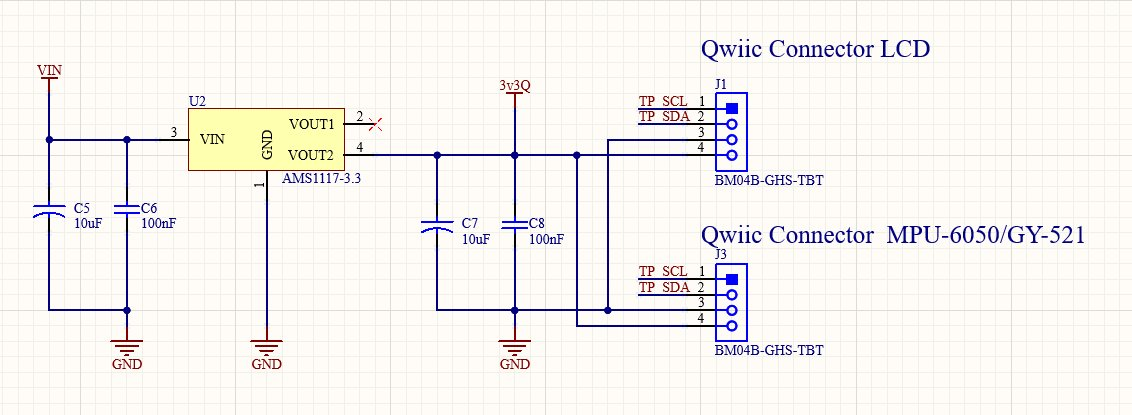 Qwiic Connector LCD
VIN
3v3Q
J1
U2
TP_SCL 1
TP_SDA 2
3
4
3 VIN
GND
VOUT1 2
VOUT2 4
1
AMS1117-3.3
BM04B-GHS-TBT
C5
10uF
C6
100nF
C7
10uF
C8
100nF
Qwiic Connector MPU-6050/GY-521
J3
TP_SCL 1
TP_SDA 2
3
4
BM04B-GHS-TBT
GND
GND
GND